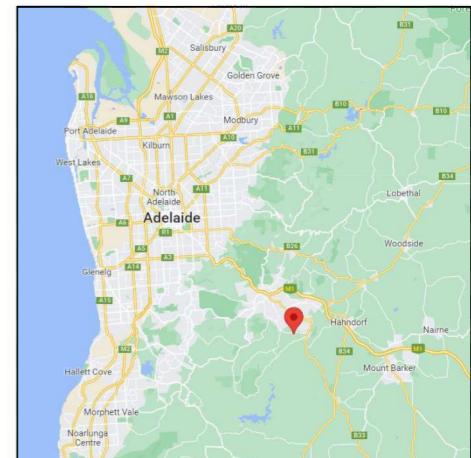 A20
B31
M2
Salisbury
Golden Grove
Mawson Lakes
A16
A1
B10
B10
Port Adelaide
A9
Modbury
A11
Kilburn
A10
West Lakes
B31
A7
B34
North
Adelaide
A11
Lobethal
Adelaide
A6
R1
Woodside
A5
B26
Glenelg
A14
A3
M1
A15
Hahndorf
Nairne
M2
B34
M1
Hallett Cove
Mount Barker
Morphett Vale
Noarlunga
Centre
B33